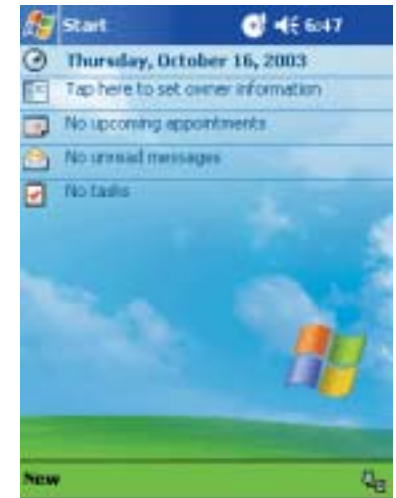 Start 6:47
Thursday, October 16, 2003
Tap here to set owner information
No upcoming appointments
No unread messages
No tasks
New